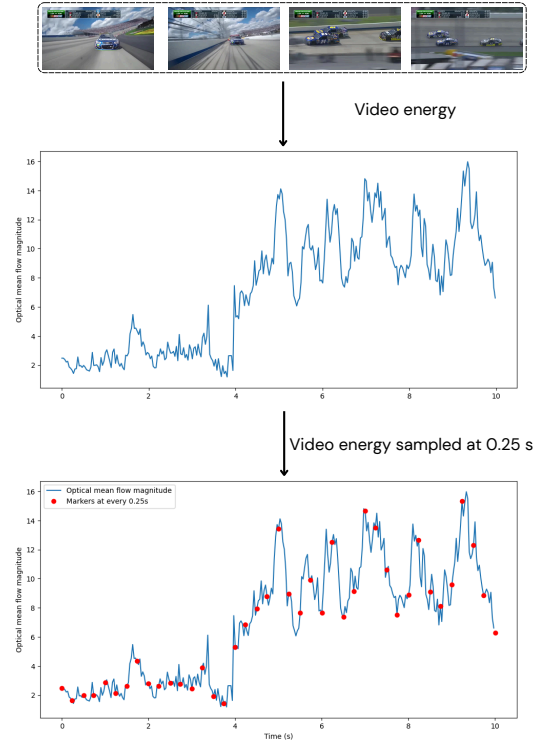 Video energy
16
14
12
10
8
6
4
2
Optical mean flow magnitude
0 2 4 6 8 10
Video energy sampled at 0.25 s
Optical mean flow magnitude
Markers at every 0.25s
16
14
12
10
8
6
4
2
Optical mean flow magnitude
0 2 4 6 8 10
Time (s)